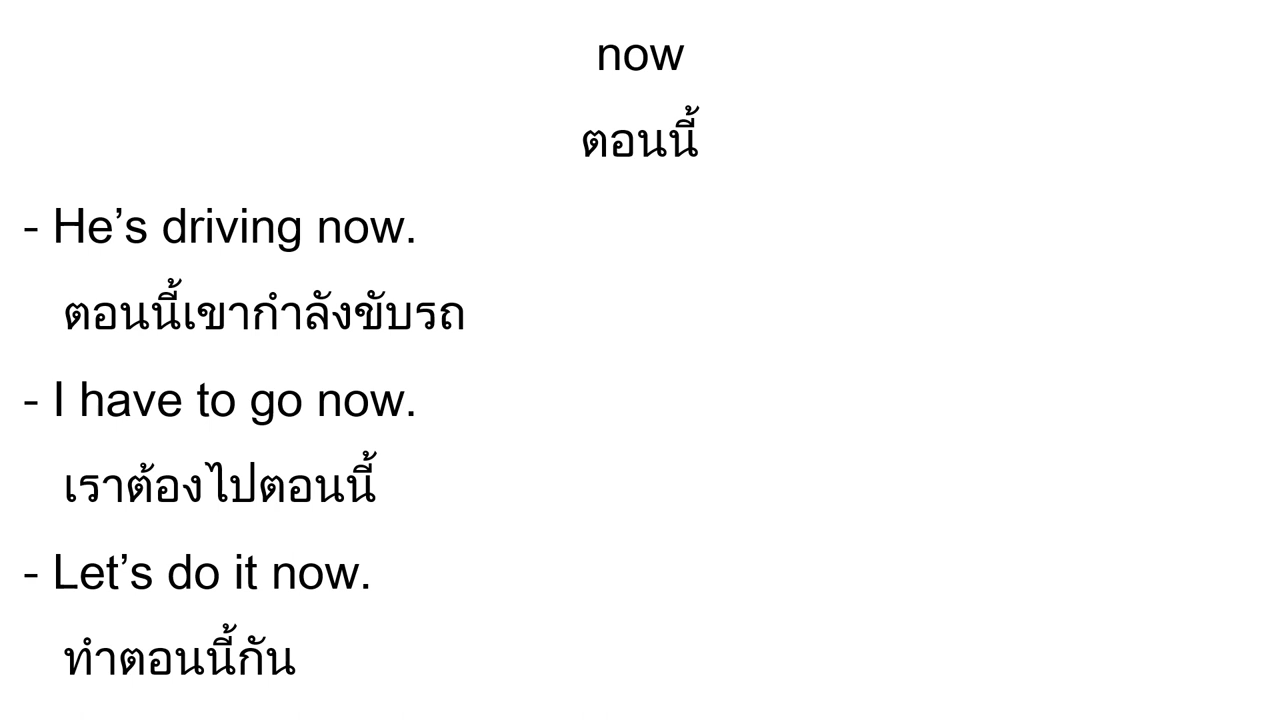 now
ตอนนี้
- He’s driving now.
ตอนนี้เขากำลังขับรถ
- I have to go now.
เราต้องไปตอนนี้
- Let’s do it now.
ทำตอนนี้กัน